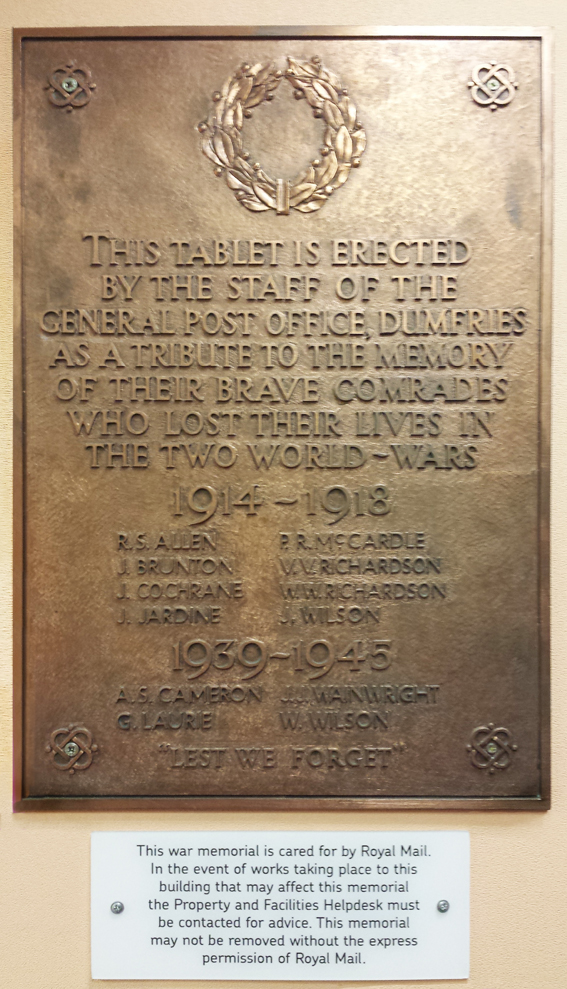 THIS TABLET IS ERECTED
BY THE STAFF OF THE
GENERAL POST OFFICE, DUMFRIES
AS A TRIBUTE TO THE MEMORY
OF THEIR BRAVE COMRADES
WHO LOST THEIR LIVES IN
THE TWO WORLD-WARS
1914-1918
R.S. ALLEN P.R. McCARDLE
J. BRUNTON V.V. RICHARDSON
J. COCHRANE W.W. RICHARDSON
J. JARDINE J. WILSON
1939-1945
A.S. CAMERON J.J. WAINWRIGHT
G. LAURIE W. WILSON
"LEST WE FORGET"
This war memorial is cared for by Royal Mail.
In the event of works taking place to this
building that may affect this memorial
the Property and Facilities Helpdesk must
be contacted for advice. This memorial
may not be removed without the express
permission of Royal Mail.